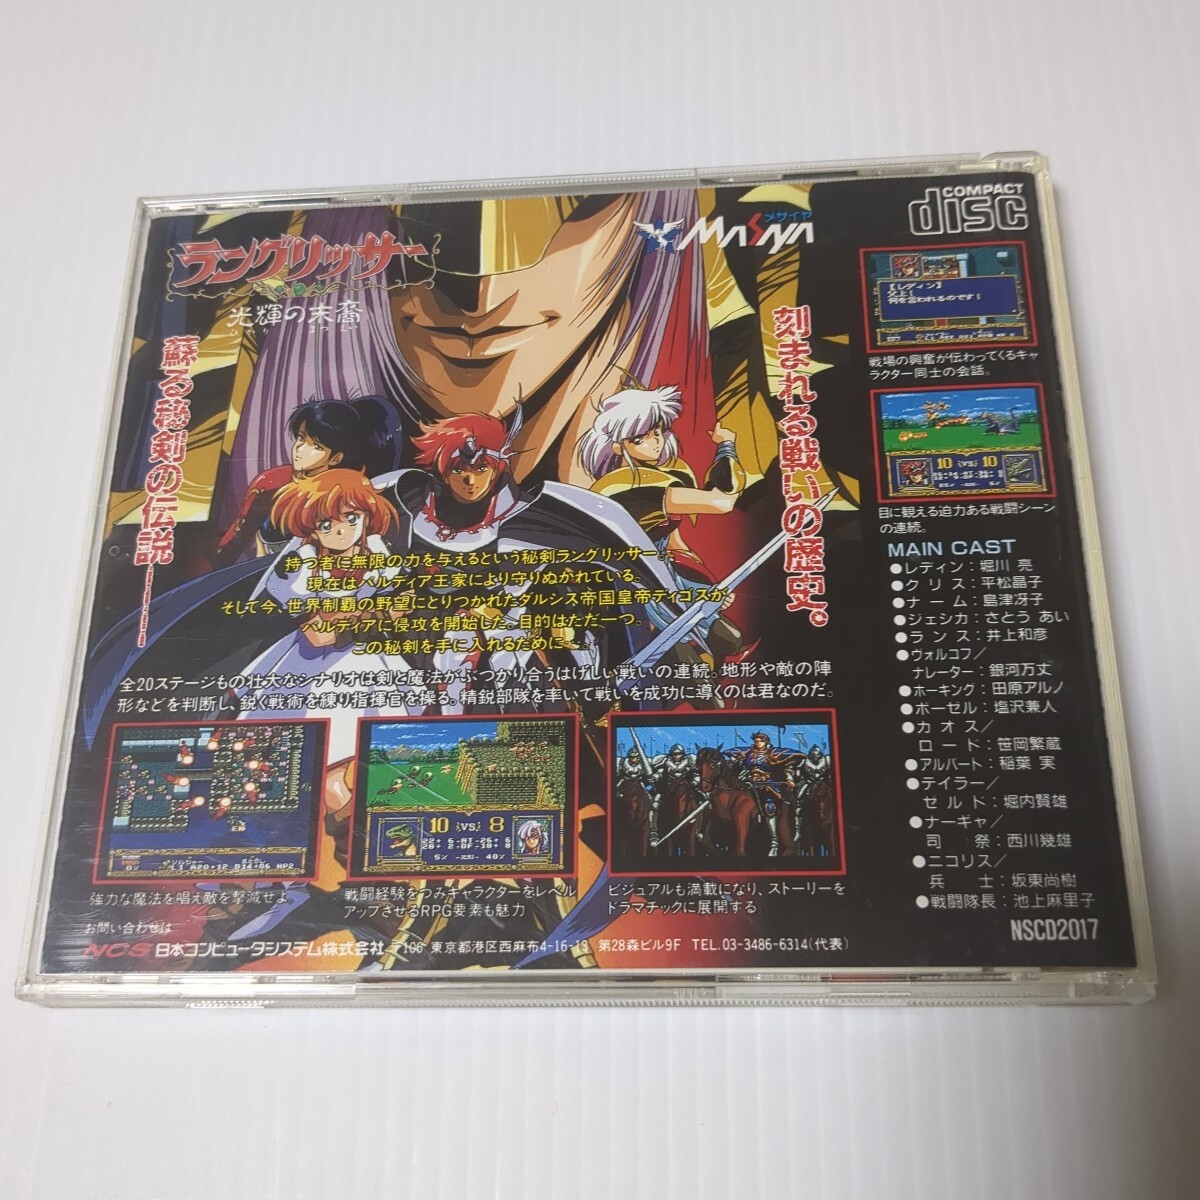 COMPACT
disc
メサイヤ
MASAYA
ラングリッサー
光輝の末裔
蘇る秘剣の伝説
刻まれる戦いの歴史。
【レディン】
父上!
何を言われるのです!
戦場の興奮が伝わってくるキャ
ラクター同士の会話。
10 VS 10
目に観える迫力ある戦闘シーン
の連続。
持つ者に無限の力を与えるという秘剣ラングリッサー。
現在はバルディア王家により守りぬかれている。
そして今、世界制覇の野望にとりつかれたダルシス帝国皇帝ディゴスが、
バルディアに侵攻を開始した。目的はただ一つ。
この秘剣を手に入れるために…。
全20ステージもの壮大なシナリオは剣と魔法がぶつかり合うはげしい戦いの連続。地形や敵の陣
形などを判断し、鋭く戦術を練り指揮官を操る。精鋭部隊を率いて戦いを成功に導くのは君なのだ。
強力な魔法を唱え敵を撃滅せよ
10 VS 8
戦闘経験をつみキャラクターをレベル
アップさせるRPG要素も魅力
ビジュアルも満載になり、ストーリーを
ドラマチックに展開する
MAIN CAST
●レディン:堀川 亮
●ク リ ス:平松晶子
●ナ ー ム:島津冴子
●ジェシカ:さとう あい
●ラ ン ス:井上和彦
●ヴォルコフ/
ナレーター:銀河万丈
●ホーキング:田原アルノ
●ボーゼル:塩沢兼人
●カ オ ス/
ロ ー ド:笹岡繁蔵
●アルバート:稲葉 実
●テイラー/
ゼ ル ド:堀内賢雄
●ナーギャ/
司 祭:西川幾雄
●ニコリス/
兵 士:坂東尚樹
●戦闘隊長:池上麻里子
NSCD2017
お問い合わせは
NCS 日本コンピュータシステム株式会社 〒106 東京都港区西麻布4-16-13 第28森ビル9F TEL.03-3486-6314(代表)